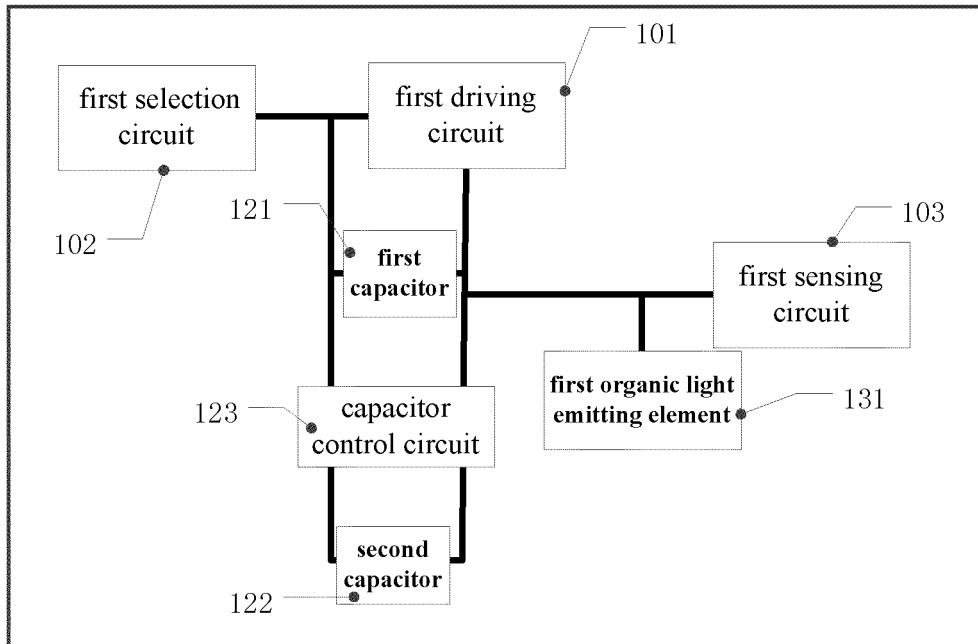 101
first selection
circuit
first driving
circuit
121
103
102
first
capacitor
first sensing
circuit
123
capacitor
control circuit
first organic light
emitting element
131
second
capacitor
122